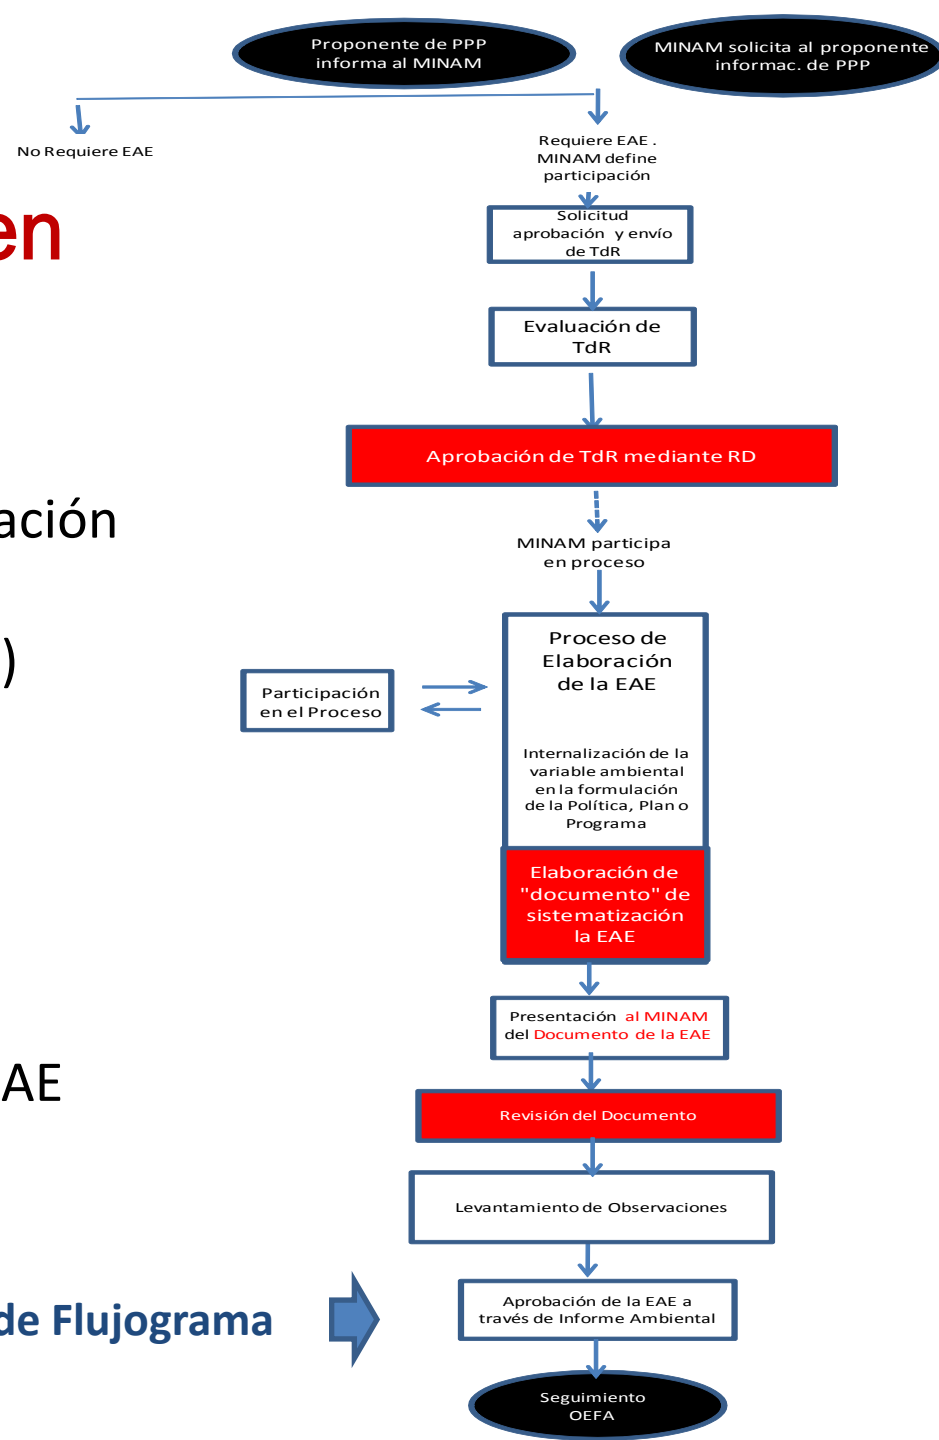 Proponente de PPP
informa al MINAM
MINAM solicita al proponente
informac. de PPP
No Requiere EAE
Requiere EAE .
MINAM define
participación
en
Solicitud
aprobación y envío
de TdR
Evaluación de
TdR
Aprobación de TdR mediante RD
ación
MINAM participa
en proceso
)
Proceso de
Elaboración
de la EAE
Participación
en el Proceso
Internalización de la
variable ambiental
en la formulación
de la Política, Plan o
Programa
Elaboración de
"documento" de
sistematización
la EAE
Presentación al MINAM
del Documento de la EAE
AE
Revisión del Documento
Levantamiento de Observaciones
de Flujograma
Aprobación de la EAE a
través de Informe Ambiental
Seguimiento
OEFA